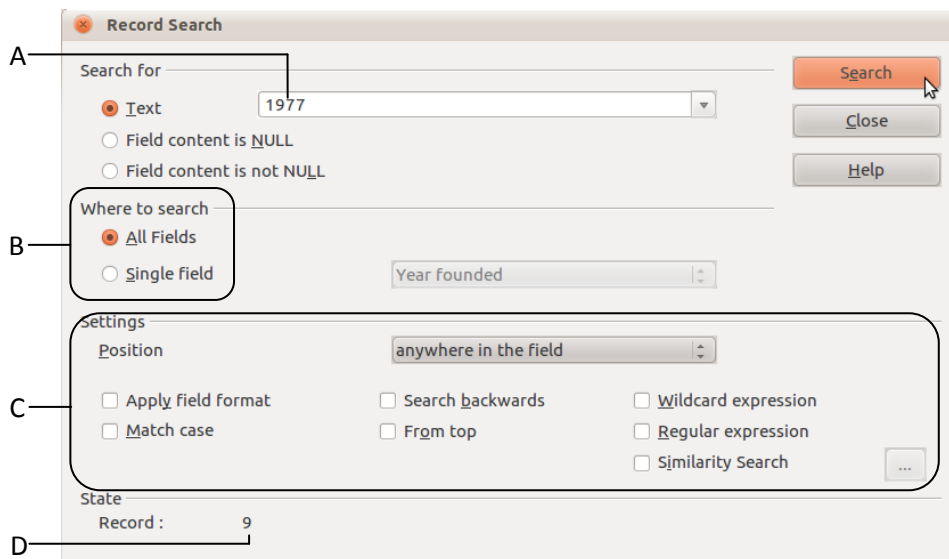 Record Search
A
Search for
Search
Text 1977
Close
Field content is NULL
Field content is not NULL
Help
Where to search
B
All Fields
Single field Year founded
Settings
Position anywhere in the field
C
Apply field format Search backwards Wildcard expression
Match case From top Regular expression
Similarity Search ...
State
Record : 9
D